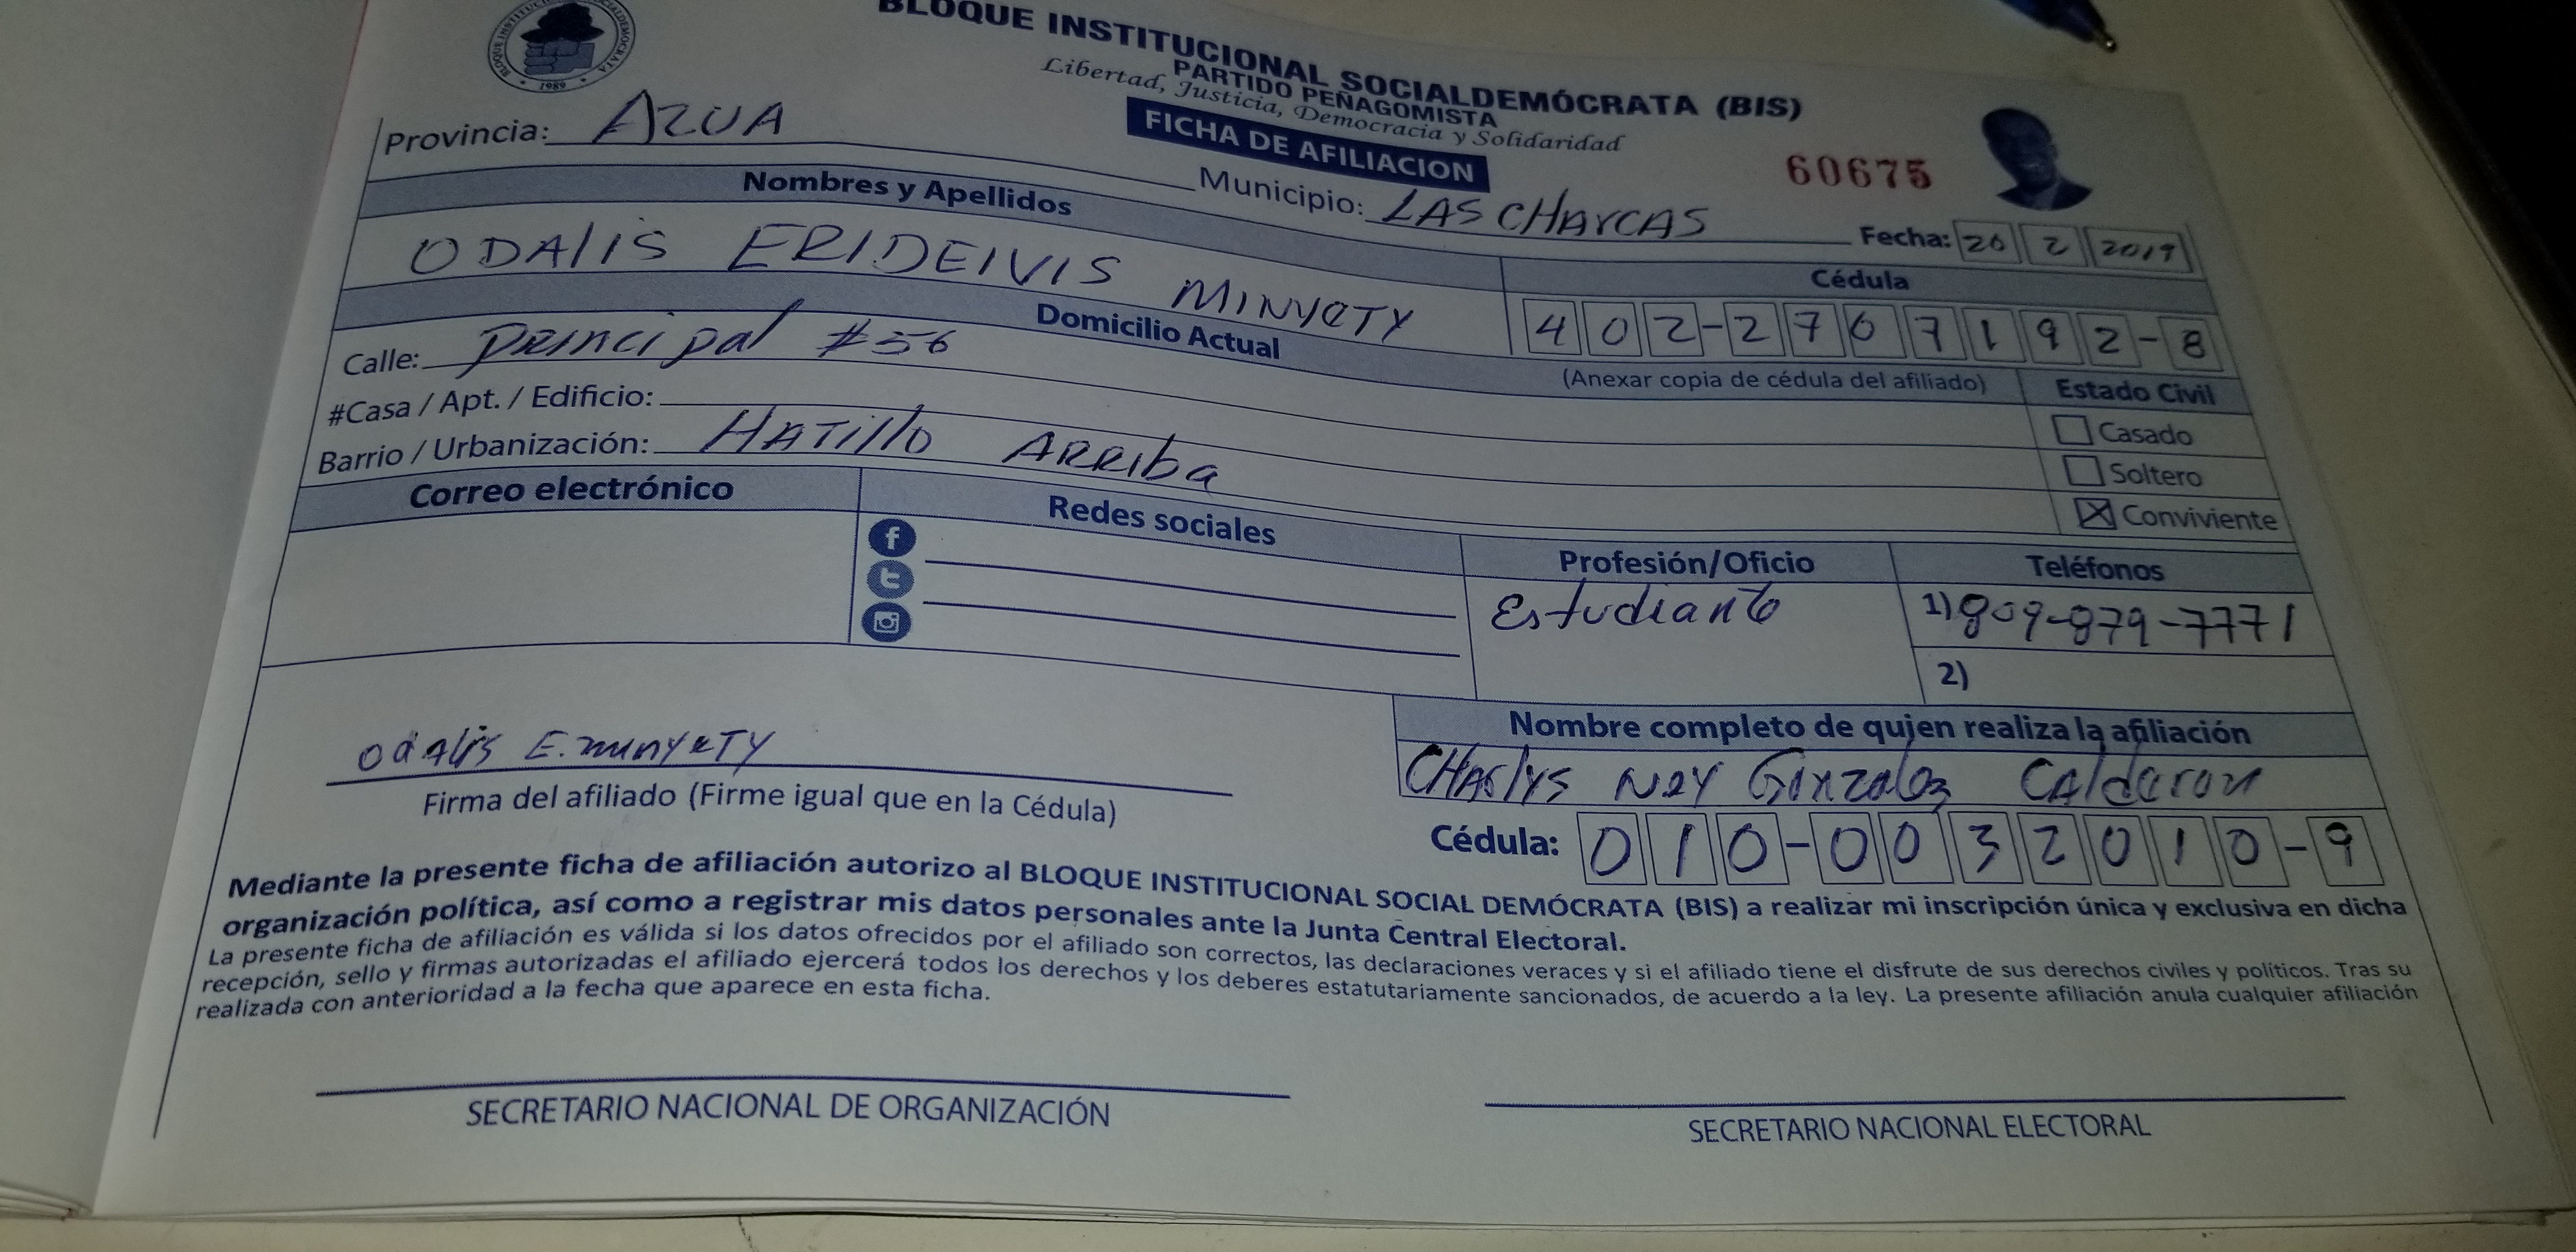 BLOQUE INSTITUCIONAL SOCIALDEMÓCRATA (BIS)
PARTIDO PEÑAGOMISTA
Libertad, Justicia, Democracia y Solidaridad
FICHA DE AFILIACION
60675
1989
Provincia: AZUA
Municipio: LAS CHArCAS
Fecha: 26 2 2019
Nombres y Apellidos
ODAlIS ERIDEIVIS MINYeTY
Cédula
402-2767192-8
(Anexar copia de cédula del afiliado)
Domicilio Actual
Calle: principal #56
#Casa / Apt. / Edificio:
Barrio / Urbanización: HATillo ARRiba
Estado Civil
Casado
Soltero
X Conviviente
Correo electrónico
Redes sociales
Profesión/Oficio
Estudiante
Teléfonos
1) 809-879-7771
2)
odAlis E. minyeTY
Firma del afiliado (Firme igual que en la Cédula)
Nombre completo de quien realiza la afiliación
CHArlys NeY Gonzalez CAlderon
Cédula: 010-0032010-9
Mediante la presente ficha de afiliación autorizo al BLOQUE INSTITUCIONAL SOCIAL DEMÓCRATA (BIS) a realizar mi inscripción única y exclusiva en dicha
organización política, así como a registrar mis datos personales ante la Junta Central Electoral.
La presente ficha de afiliación es válida si los datos ofrecidos por el afiliado son correctos, las declaraciones veraces y si el afiliado tiene el disfrute de sus derechos civiles y políticos. Tras su
recepción, sello y firmas autorizadas el afiliado ejercerá todos los derechos y los deberes estatutariamente sancionados, de acuerdo a la ley. La presente afiliación anula cualquier afiliación
realizada con anterioridad a la fecha que aparece en esta ficha.
SECRETARIO NACIONAL DE ORGANIZACIÓN
SECRETARIO NACIONAL ELECTORAL